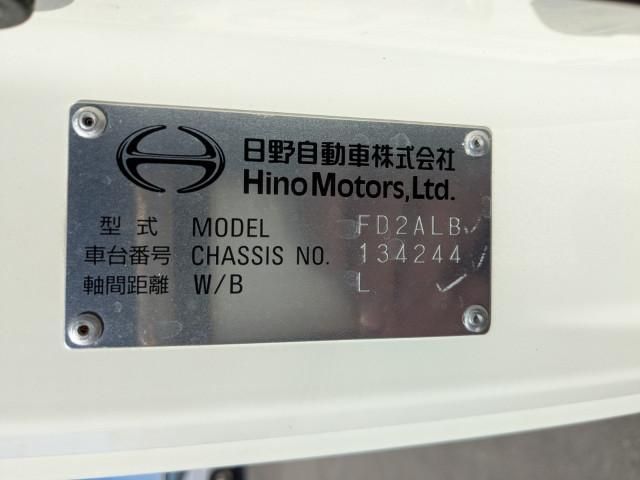 日野自動車株式会社
Hino Motors, Ltd.
型式 MODEL FD2ALB
車台番号 CHASSIS NO. 134244
軸間距離 W/B L